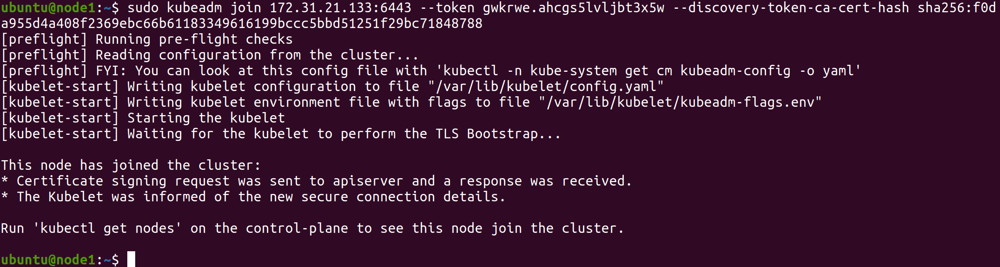 ubuntu@node1:~$ sudo kubeadm join 172.31.21.133:6443 --token gwkrwe.ahcgs5lvljbt3x5w --discovery-token-ca-cert-hash sha256:f0d
a955d4a408f2369ebc66b61183349616199bccc5bbd51251f29bc71848788
[preflight] Running pre-flight checks
[preflight] Reading configuration from the cluster...
[preflight] FYI: You can look at this config file with 'kubectl -n kube-system get cm kubeadm-config -o yaml'
[kubelet-start] Writing kubelet configuration to file "/var/lib/kubelet/config.yaml"
[kubelet-start] Writing kubelet environment file with flags to file "/var/lib/kubelet/kubeadm-flags.env"
[kubelet-start] Starting the kubelet
[kubelet-start] Waiting for the kubelet to perform the TLS Bootstrap...
This node has joined the cluster:
* Certificate signing request was sent to apiserver and a response was received.
* The Kubelet was informed of the new secure connection details.
Run 'kubectl get nodes' on the control-plane to see this node join the cluster.
ubuntu@node1:~$